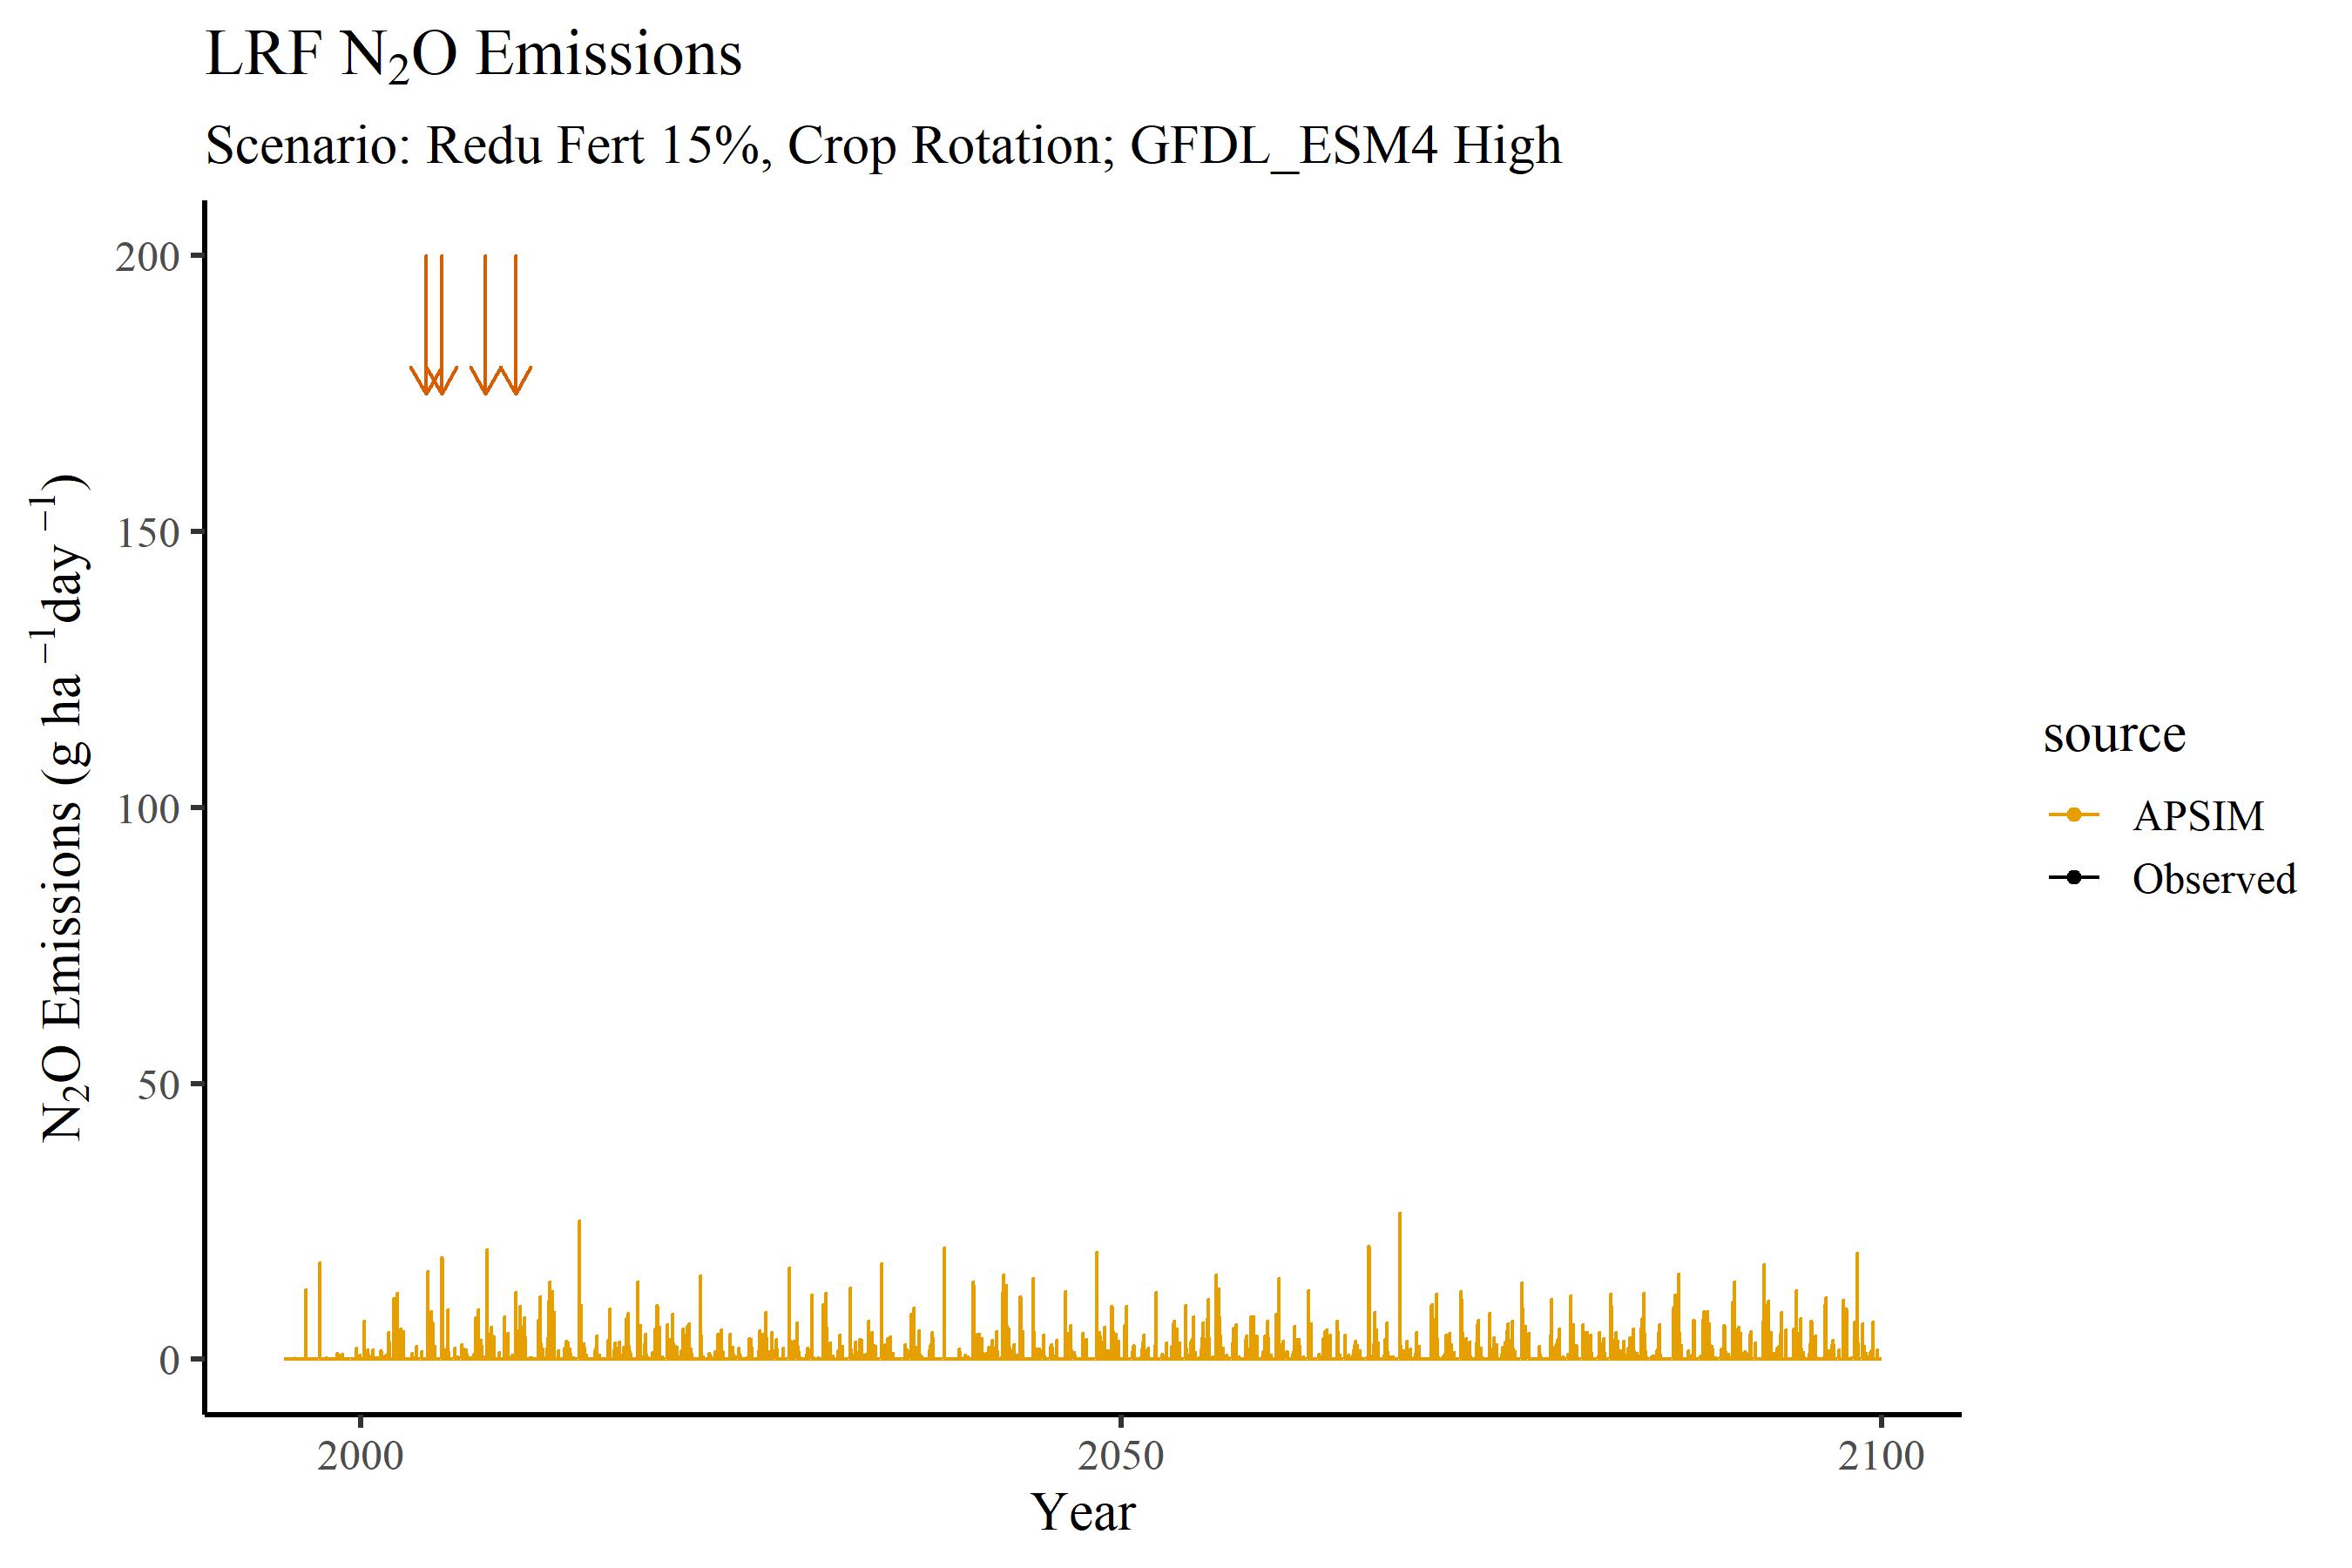 LRF N₂O Emissions
Scenario: Redu Fert 15%, Crop Rotation; GFDL_ESM4 High
N₂O Emissions (g ha ⁻¹day ⁻¹)
200
150
100
50
0
2000 2050 2100
Year
source
APSIM
Observed